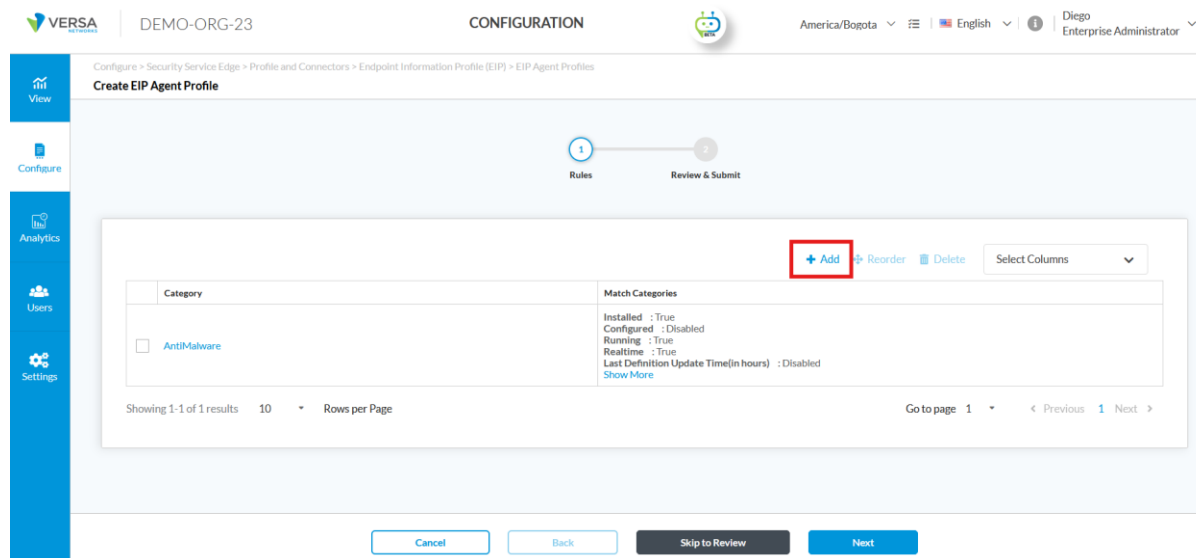 VERSA
NETWORKS
DEMO-ORG-23
CONFIGURATION
BETA
America/Bogota
English
Diego
Enterprise Administrator
Configure > Security Service Edge > Profile and Connectors > Endpoint Information Profile (EIP) > EIP Agent Profiles
Create EIP Agent Profile
View
Configure
Analytics
Users
Settings
1
2
Rules
Review & Submit
+ Add
Reorder
Delete
Select Columns
Category
Match Categories
AntiMalware
Installed : True
Configured : Disabled
Running : True
Realtime : True
Last Definition Update Time(in hours) : Disabled
Show More
Showing 1-1 of 1 results 10 Rows per Page
Go to page 1 < Previous 1 Next >
Cancel
Back
Skip to Review
Next